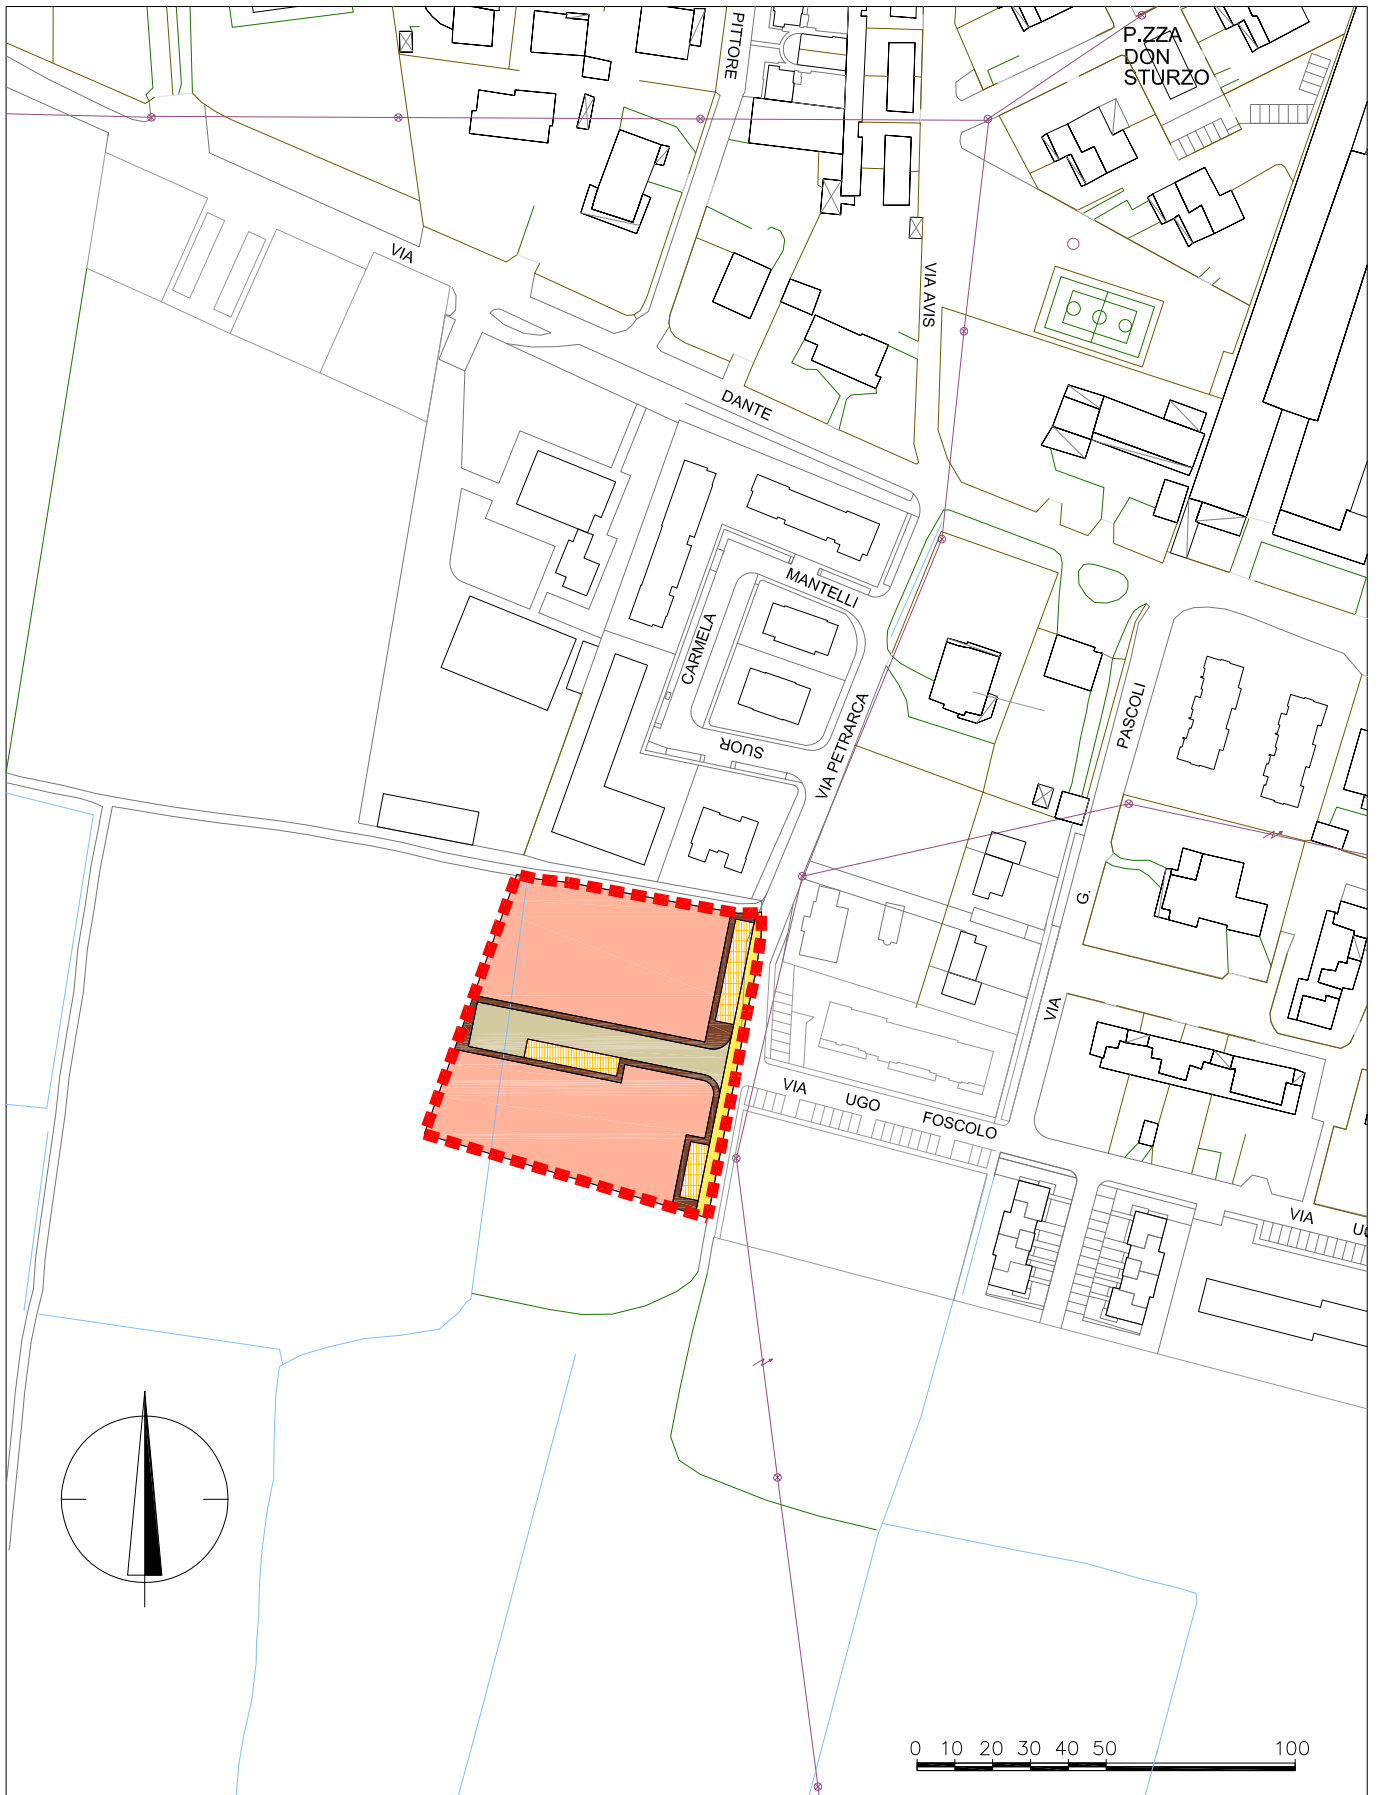 PITTORE
P.ZZA
DON
STURZO
VIA
VIA AVIS
DANTE
MANTELLI
CARMELA
SUOR
VIA PETRARCA
PASCOLI
G.
VIA
VIA UGO FOSCOLO
VIA
0 10 20 30 40 50 100